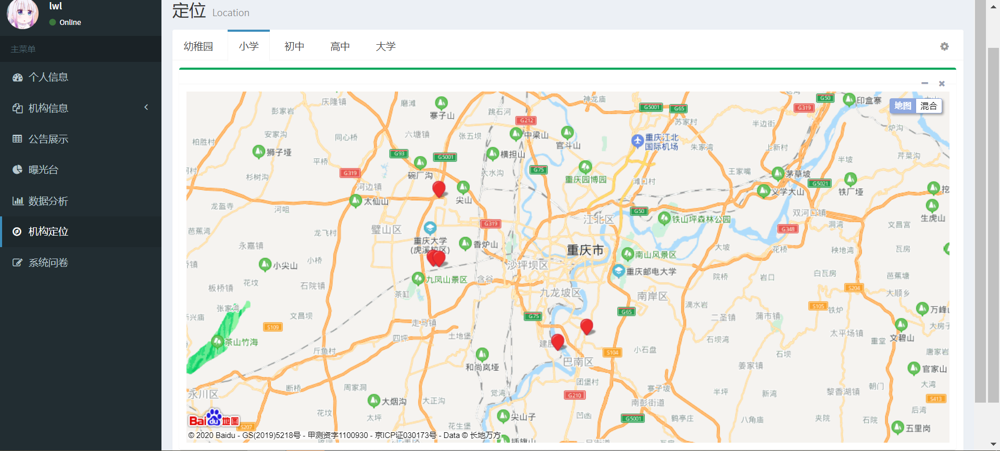 lwl
Online
主菜单
个人信息
机构信息
公告展示
曝光台
数据分析
机构定位
系统问卷
定位 Location
幼稚园 小学 初中 高中 大学
地图 混合
庆隆镇
磨滩
神龙庙
G50
印盒寨
彭家岩
寨子山
跳石河
G5001
G65
G319
G212
苏家村
半边街
炉沟
安家沟
同心桥
六塘镇
张五坝
中梁山
官斗山
重庆江北
国际机场
柏胜村
朱家湾
上新村
狮子垭
G93
G5001
横担山
芹菜沟
平桥
碗厂沟
半坡
G319
大水沟
G75
王家嘴
茅草坡
杉树沟
重庆园博园
滩口村
G5021
河边镇
尖山
义学大山
铁厂垭
太仙山
龙盔寺
河咀
G50
双河口镇
生虎山
江北区
铁山坪森林公园
G319
G348
洞湾
文昌宫
芭蕉湾
龙飞村
璧山区
重庆大学
(虎溪校区)
香炉山
永嘉镇
重庆市
大坡
花桥
秧地湾
瓦房
小桥
南山风景区
小尖山
沙坪坝区
重庆邮电大学
院桥
岩口
白瓦房
芭蕉塘
花坟
石院镇
九凤山景区
含谷
板桥镇
茶缸
九龙坡区
南岸区
S204
大顺乡
张家湾
滴水岩
S105
铁炉
万峰
文昌坝
G75
G65
二圣镇
蒲市镇
S109
走马镇
太平场镇
大房子
四坪
土地堡
石坝湾
重堂
文碧山
茶山竹海
斤鱼村
S104
小石盘
石坝
唐家岩
和尚岚垭
巴南区
姜家镇
官家山
断桥
周家洞
觉湾
团堡村
寨子坡
半坪
新湾
黎香湖镇
朝门
大湾
永川区
大烟沟
大正沟
G210
南彭街道
S413
花坟
太坪
尖山子
凹函
G5001
鹤亭庄
八角庙
夹院
石院
后湾
S207
花生堡
五里岗
Bai du 地图
© 2020 Baidu - GS(2019)5218号 - 甲测资字1100930 - 京ICP证030173号 - Data © 长地万方